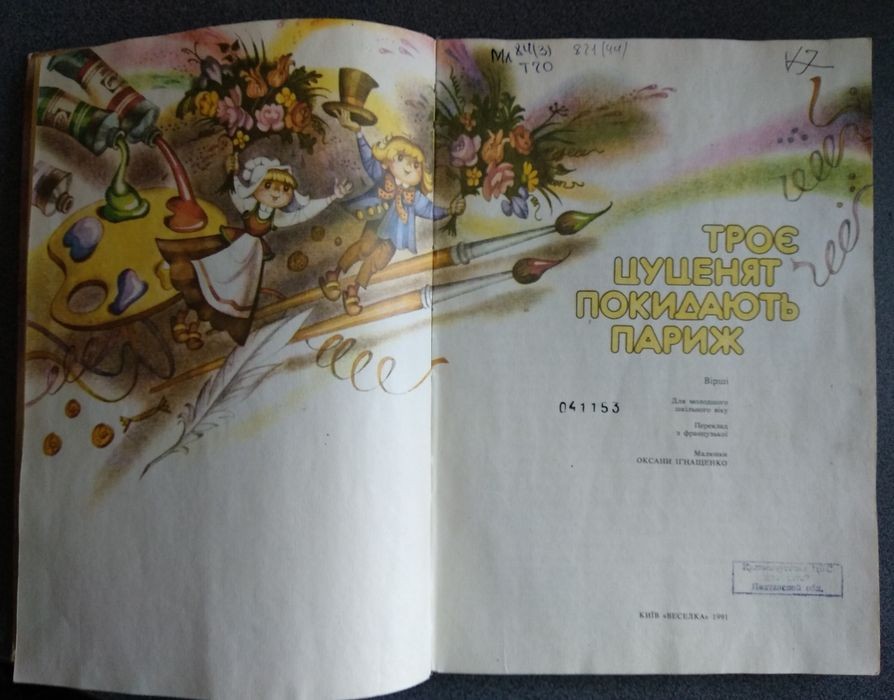 Мл 84(3) 821(44)
Т70
ТРОЄ
ЦУЦЕНЯТ
ПОКИДАЮТЬ
ПАРИЖ
Вірші
Для молодшого
шкільного віку
041153
Переклад
з французької
Малюнки
ОКСАНИ ІГНАЩЕНКО
обл.
КИЇВ «ВЕСЕЛКА» 1991